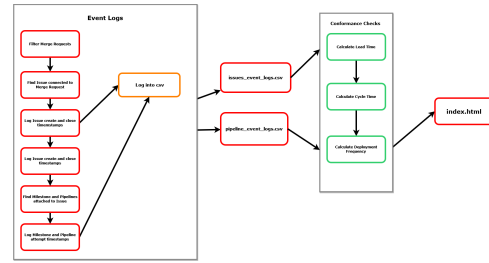 Event Logs
Filter Merge Requests
Find Issue connected to
Merge Request
Log Issue create and close
timemstamps
Log Issue create and close
timestamps
Find Milestone and Pipelines
attached to Issue
Log Milestone and Pipeline
attempt timestamps
Log into csv
issues_event_logs.csv
pipeline_event_logs.csv
Conformance Checks
Calculate Lead Time
Calculate Cycle Time
Calculate Deployment
Frequency
index.html